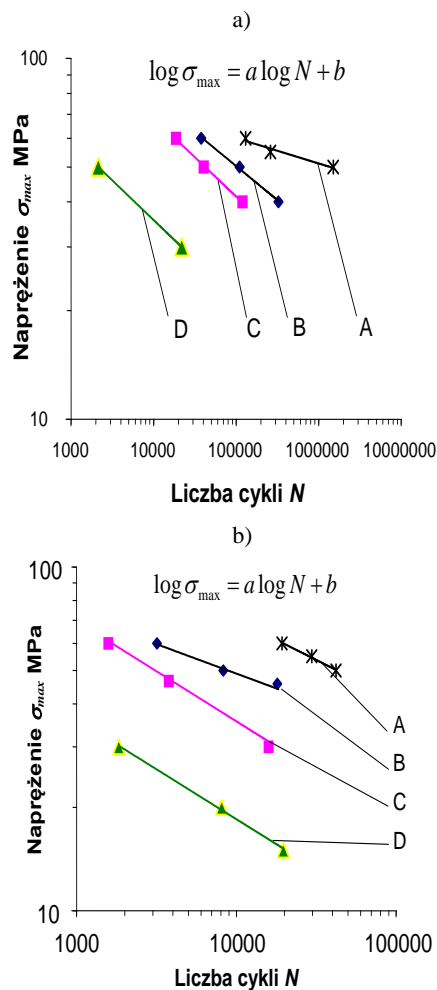 a)
100
log σmax = a log N + b
Naprężenie σmax MPa
D
C
B
A
10
1000 10000 100000 1000000 10000000
Liczba cykli N
b)
100
log σmax = a log N + b
Naprężenie σmax MPa
A
B
C
D
10
1000 10000 100000
Liczba cykli N